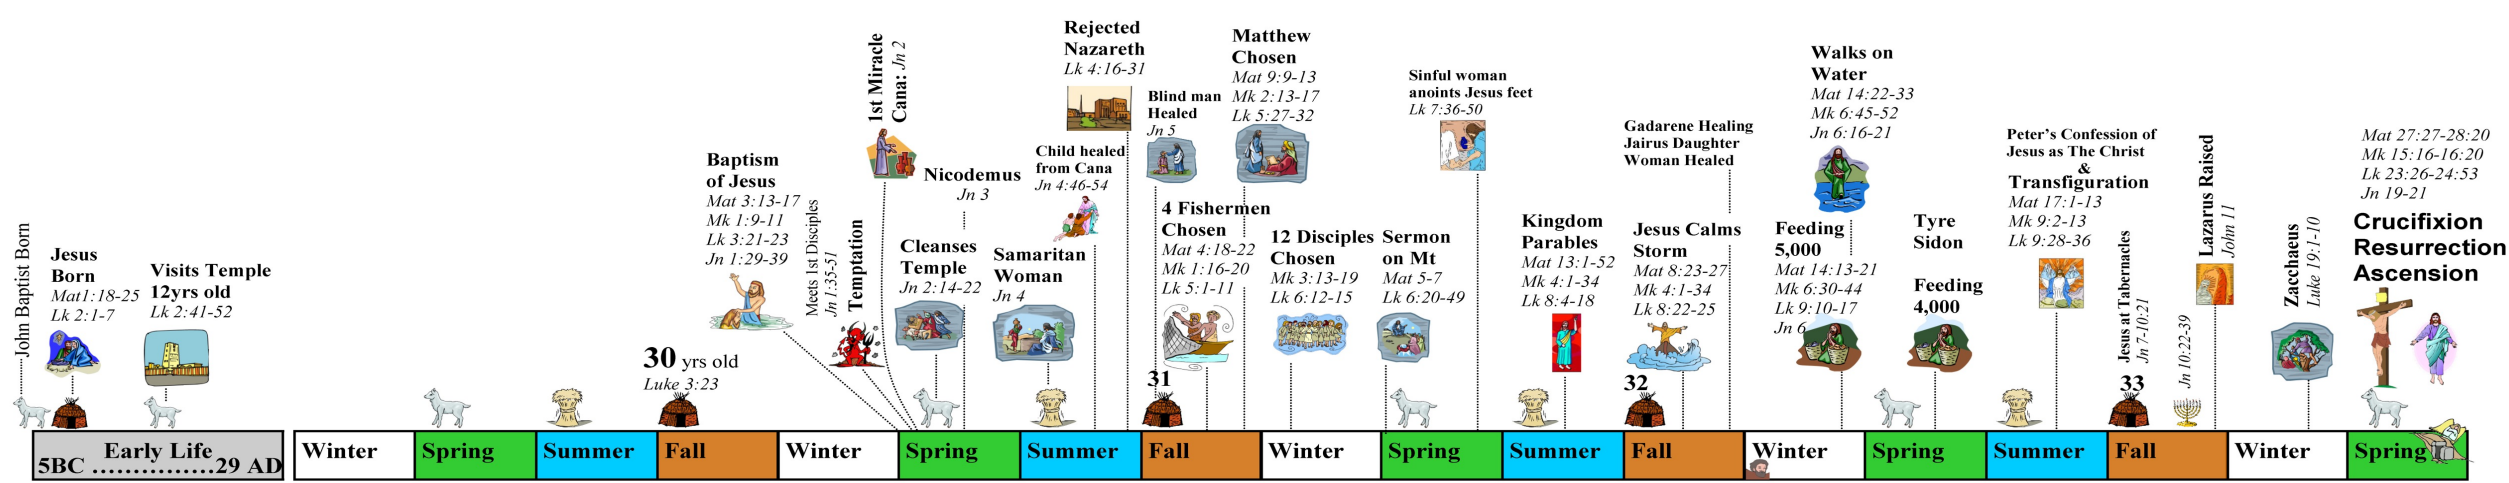 John Baptist Born
Jesus
Born
Mat1:18-25
Lk 2:1-7
Visits Temple
12yrs old
Lk 2:41-52
30 yrs old
Luke 3:23
Baptism
of Jesus
Mat 3:13-17
Mk 1:9-11
Lk 3:21-23
Jn 1:29-39
Meets 1st Disciples
Jn 1:35-51
Temptation
1st Miracle
Cana: Jn 2
Nicodemus
Jn 3
Cleanses
Temple
Jn 2:14-22
Samaritan
Woman
Jn 4
Rejected
Nazareth
Lk 4:16-31
Child healed
from Cana
Jn 4:46-54
Blind man
Healed
Jn 5
31
4 Fishermen
Chosen
Mat 4:18-22
Mk 1:16-20
Lk 5:1-11
Matthew
Chosen
Mat 9:9-13
Mk 2:13-17
Lk 5:27-32
12 Disciples
Chosen
Mk 3:13-19
Lk 6:12-15
Sermon
on Mt
Mat 5-7
Lk 6:20-49
Sinful woman
anoints Jesus feet
Lk 7:36-50
Kingdom
Parables
Mat 13:1-52
Mk 4:1-34
Lk 8:4-18
Gadarene Healing
Jairus Daughter
Woman Healed
Jesus Calms
Storm
Mat 8:23-27
Mk 4:1-34
Lk 8:22-25
32
Walks on
Water
Mat 14:22-33
Mk 6:45-52
Jn 6:16-21
Feeding
5,000
Mat 14:13-21
Mk 6:30-44
Lk 9:10-17
Jn 6
Tyre
Sidon
Feeding
4,000
Peter's Confession of
Jesus as The Christ
&
Transfiguration
Mat 17:1-13
Mk 9:2-13
Lk 9:28-36
Jesus at Tabernacles
Jn 7-10:21
33
Jn 10:22-39
Lazarus Raised
John 11
Zacchaeus
Luke 19:1-10
Mat 27:27-28:20
Mk 15:16-16:20
Lk 23:26-24:53
Jn 19-21
Crucifixion
Resurrection
Ascension
Early Life
5BC ...............29 AD
Winter
Spring
Summer
Fall
Winter
Spring
Summer
Fall
Winter
Spring
Summer
Fall
Winter
Spring
Summer
Fall
Winter
Spring